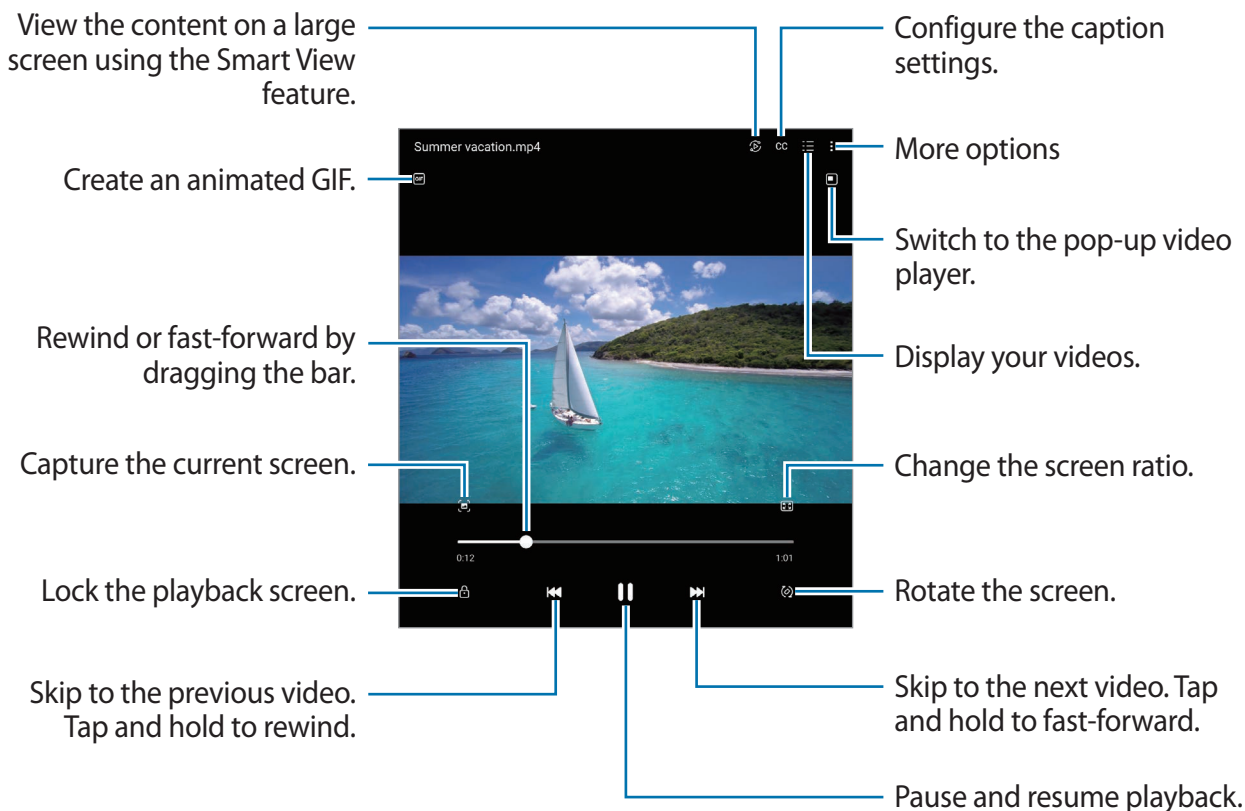 View the content on a large
screen using the Smart View
feature.
Configure the caption
settings.
Summer vacation.mp4
CC
More options
Create an animated GIF.
GIF
Switch to the pop-up video
player.
Rewind or fast-forward by
dragging the bar.
Display your videos.
Capture the current screen.
Change the screen ratio.
0:12
1:01
Lock the playback screen.
Rotate the screen.
Skip to the previous video.
Tap and hold to rewind.
Skip to the next video. Tap
and hold to fast-forward.
Pause and resume playback.